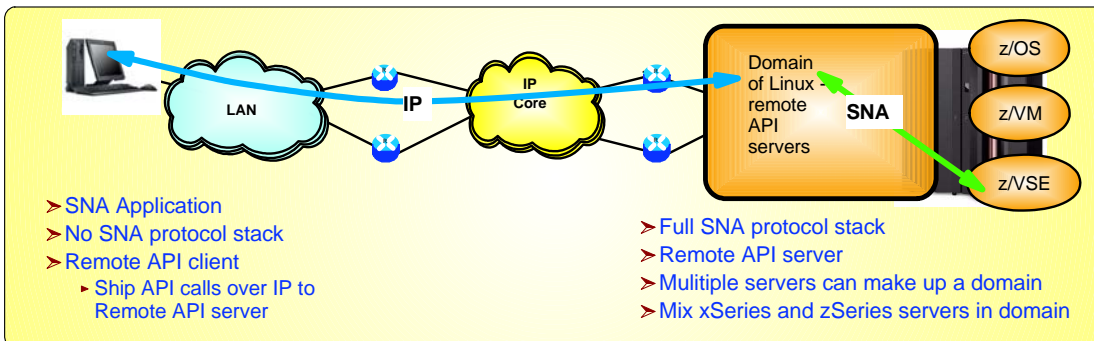 LAN
IP
IP
Core
Domain
of Linux -
remote
API
servers
SNA
z/OS
z/VM
z/VSE
➢SNA Application
➢No SNA protocol stack
➢Remote API client
‣ Ship API calls over IP to
Remote API server
➢Full SNA protocol stack
➢Remote API server
➢Mulitiple servers can make up a domain
➢Mix xSeries and zSeries servers in domain